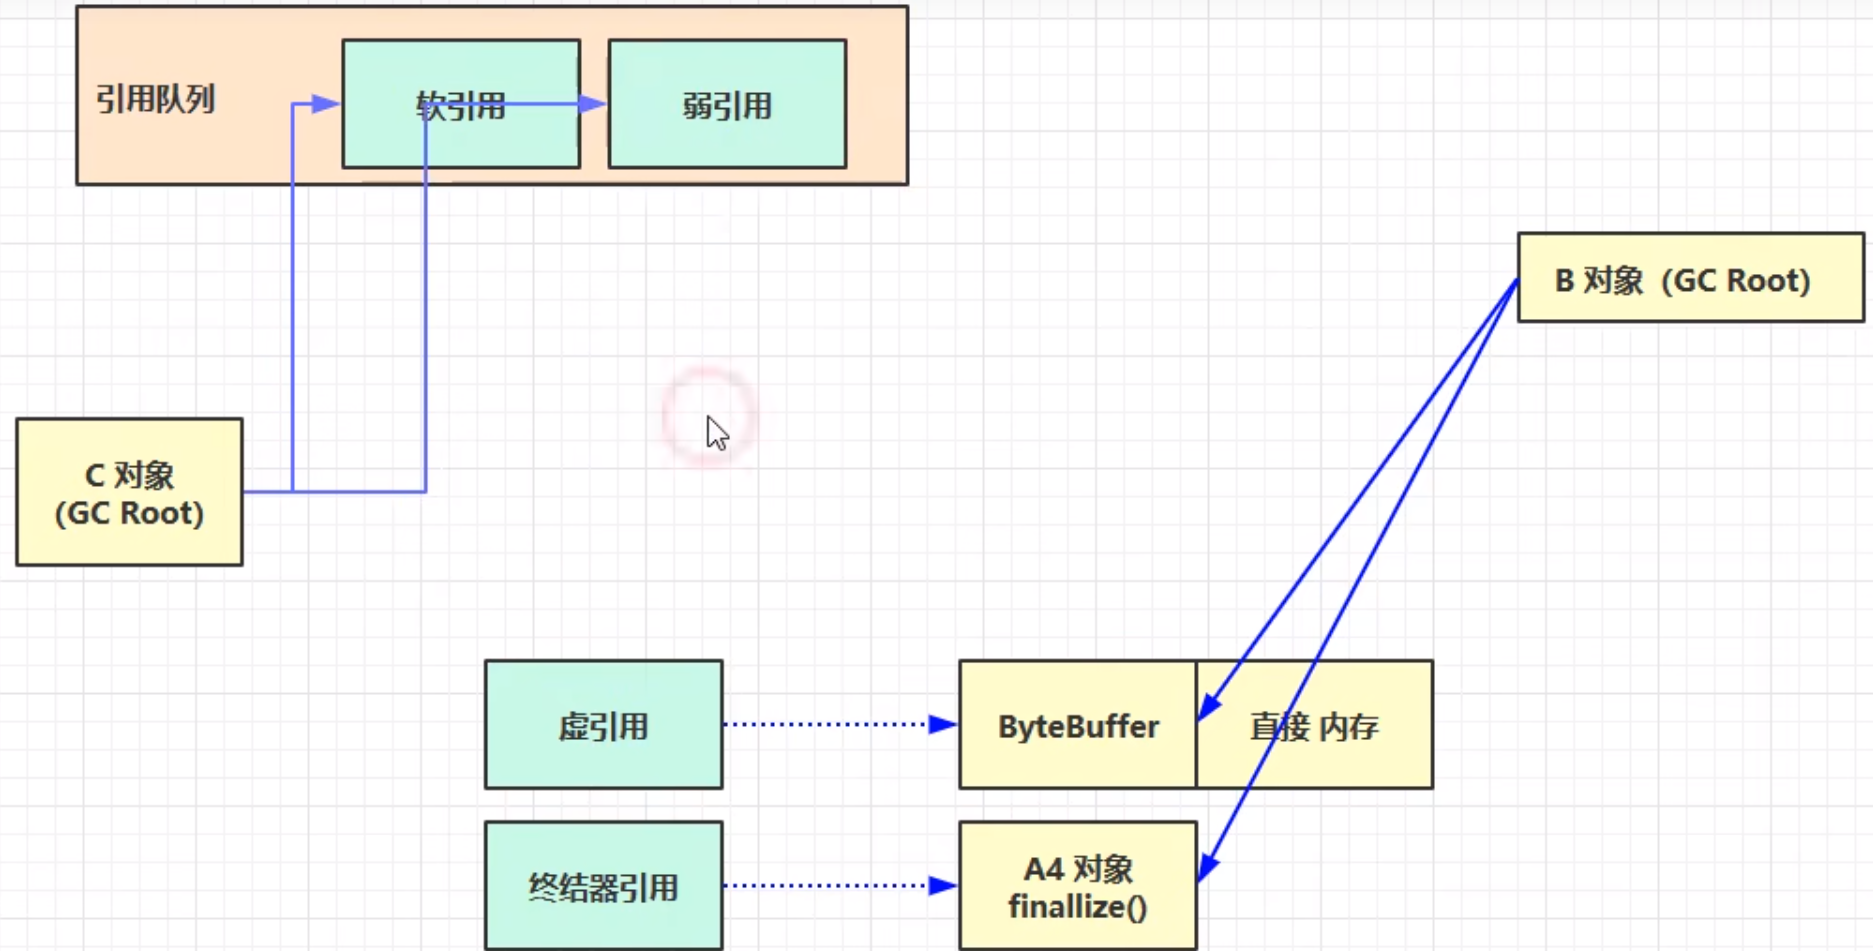 引用队列
软引用
弱引用
B 对象（GC Root)
C 对象
(GC Root)
虚引用
ByteBuffer
直接 内存
终结器引用
A4 对象
finallize()